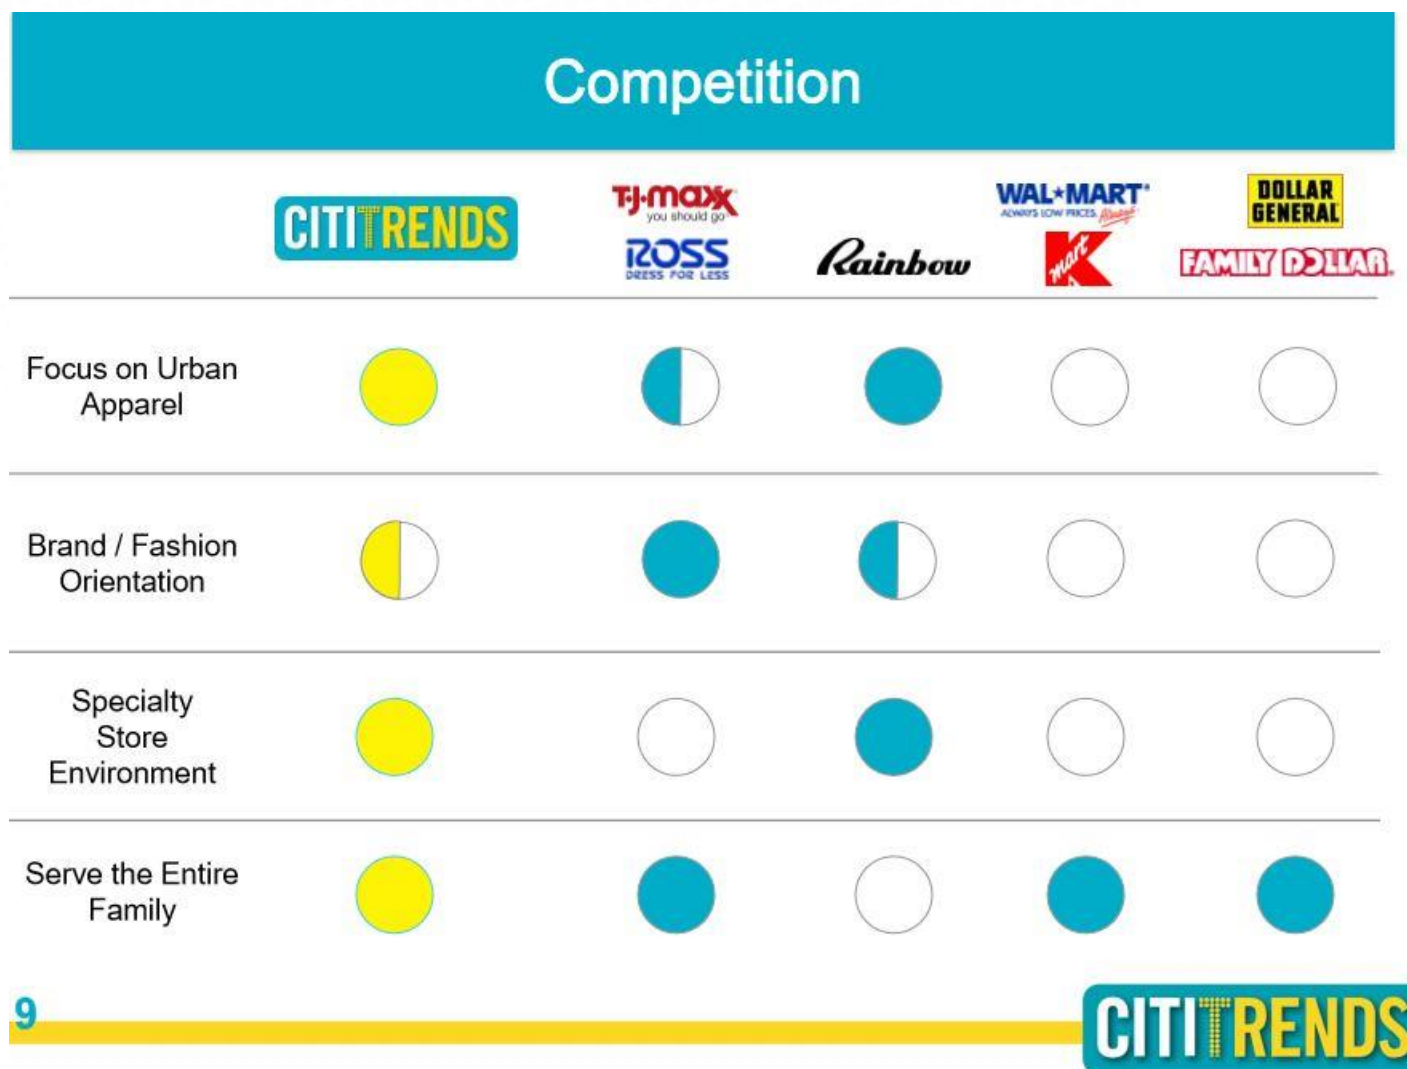 Competition
CITITRENDS
T·J·maxx
you should go
ROSS
DRESS FOR LESS
Rainbow
WAL★MART
ALWAYS LOW PRICES. Always.
Kmart
DOLLAR
GENERAL
FAMILY DOLLAR.
Focus on Urban
Apparel
Brand / Fashion
Orientation
Specialty
Store
Environment
Serve the Entire
Family
9
CITITRENDS